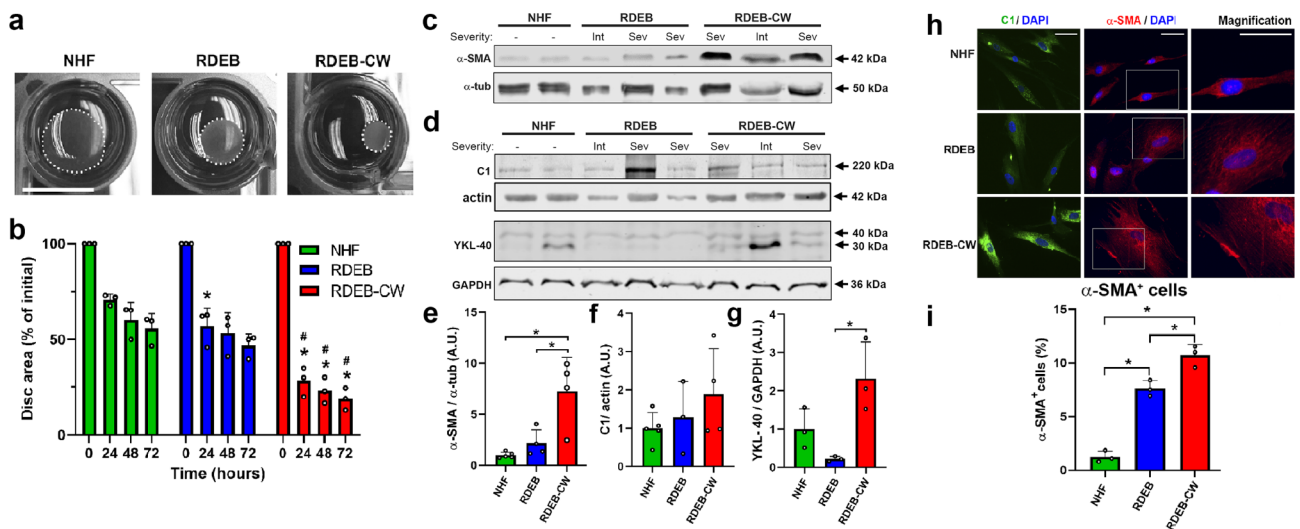 a
NHF
RDEB
RDEB-CW
b
Disc area (% of initial)
100
50
0
NHF
RDEB
RDEB-CW
*
# # #
* * *
0 24 48 72 0 24 48 72 0 24 48 72
Time (hours)
c
NHF RDEB RDEB-CW
Severity: - - Int Sev Sev Sev Int Sev
α-SMA 42 kDa
α-tub 50 kDa
d
NHF RDEB RDEB-CW
Severity: - - Int Sev Sev Sev Int Sev
C1 220 kDa
actin 42 kDa
YKL-40 40 kDa
30 kDa
GAPDH 36 kDa
e
α-SMA / α-tub (A.U.)
15
10
5
0
*
*
NHF
RDEB
RDEB-CW
f
C1/ actin (A.U.)
4
3
2
1
0
NHF
RDEB
RDEB-CW
g
YKL- 40 / GAPDH (A.U.)
4
3
2
1
0
*
NHF
RDEB
RDEB-CW
h
C1 / DAPI α-SMA / DAPI Magnification
NHF
RDEB
RDEB-CW
i
α-SMA⁺ cells
α-SMA⁺ cells (%)
15
10
5
0
*
*
*
NHF
RDEB
RDEB-CW